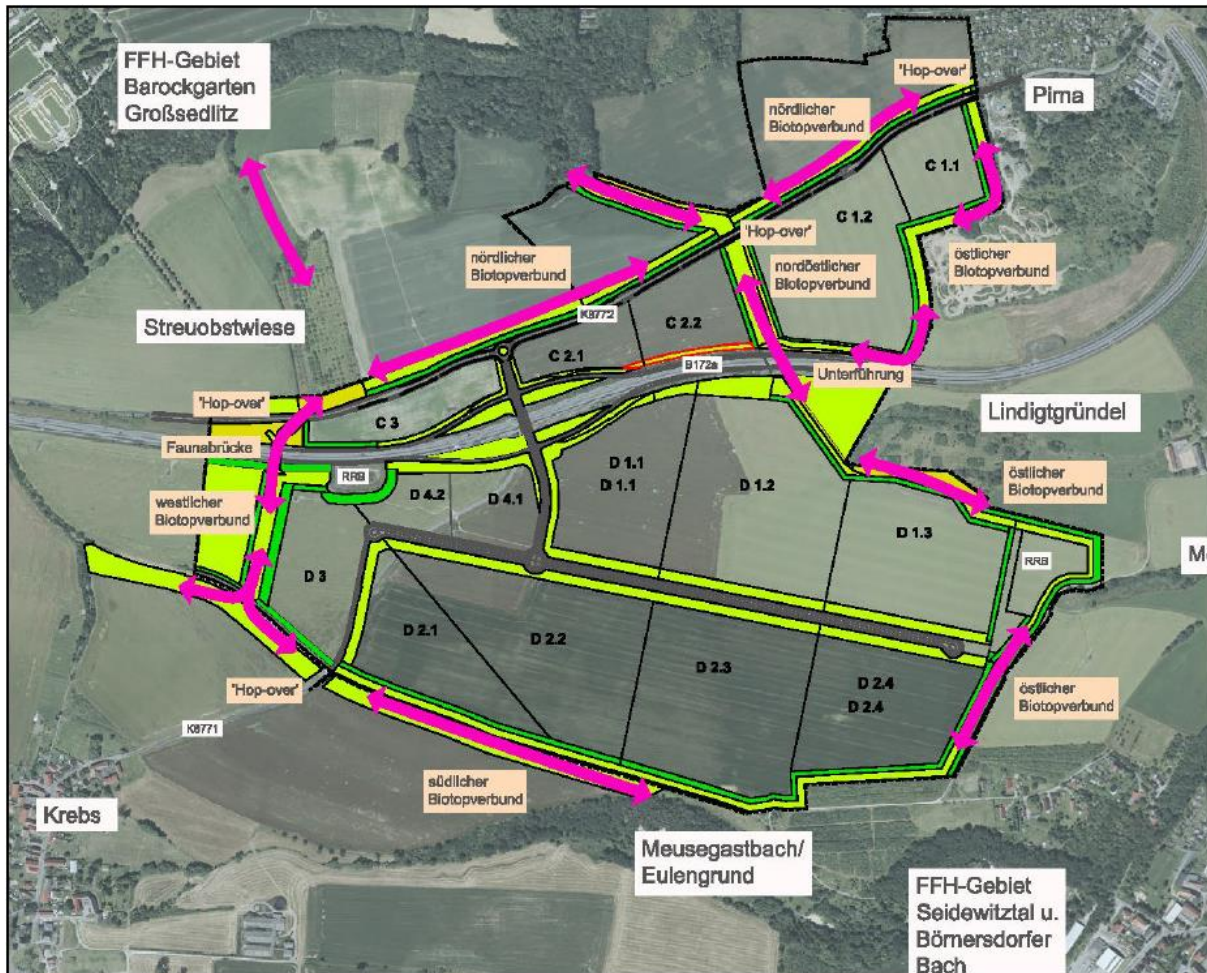 FFH-Gebiet
Barockgarten
Großsedlitz
'Hop-over'
Pirna
nördlicher
Biotopverbund
C 1.1
C 1.2
'Hop-over'
östlicher
Biotopverbund
nördlicher
Biotopverbund
nordöstlicher
Biotopverbund
K8772
Streuobstwiese
C 2.2
C 2.1
B172a
Unterführung
'Hop-over'
Lindigtgründel
C 3
Faunabrücke
RRB
D 1.1
D 1.1
D 1.2
östlicher
Biotopverbund
westlicher
Biotopverbund
D 4.2
D 4.1
D 1.3
RRB
D 3
D 2.1
D 2.2
D 2.3
D 2.4
D 2.4
'Hop-over'
östlicher
Biotopverbund
K8771
südlicher
Biotopverbund
Krebs
Meusegastbach/
Eulengrund
FFH-Gebiet
Seidewitztal u.
Börnersdorfer
Bach